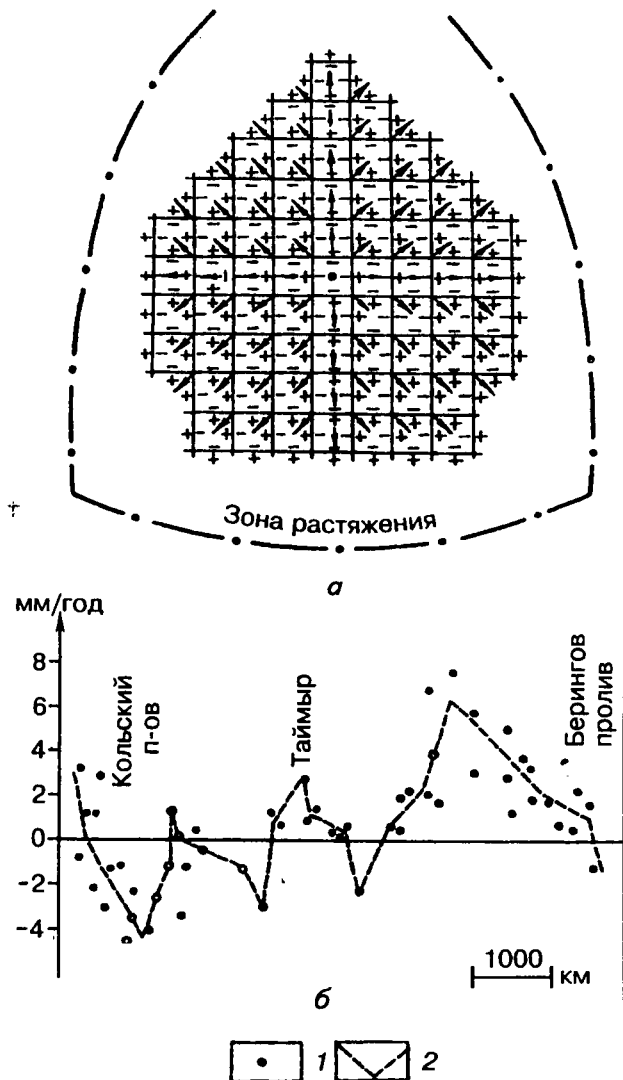 Зона растяжения
а
мм/год
8
6
4
2
0
-2
-4
Кольский
п-ов
Таймыр
Берингов
пролив
1000
км
б
1
2